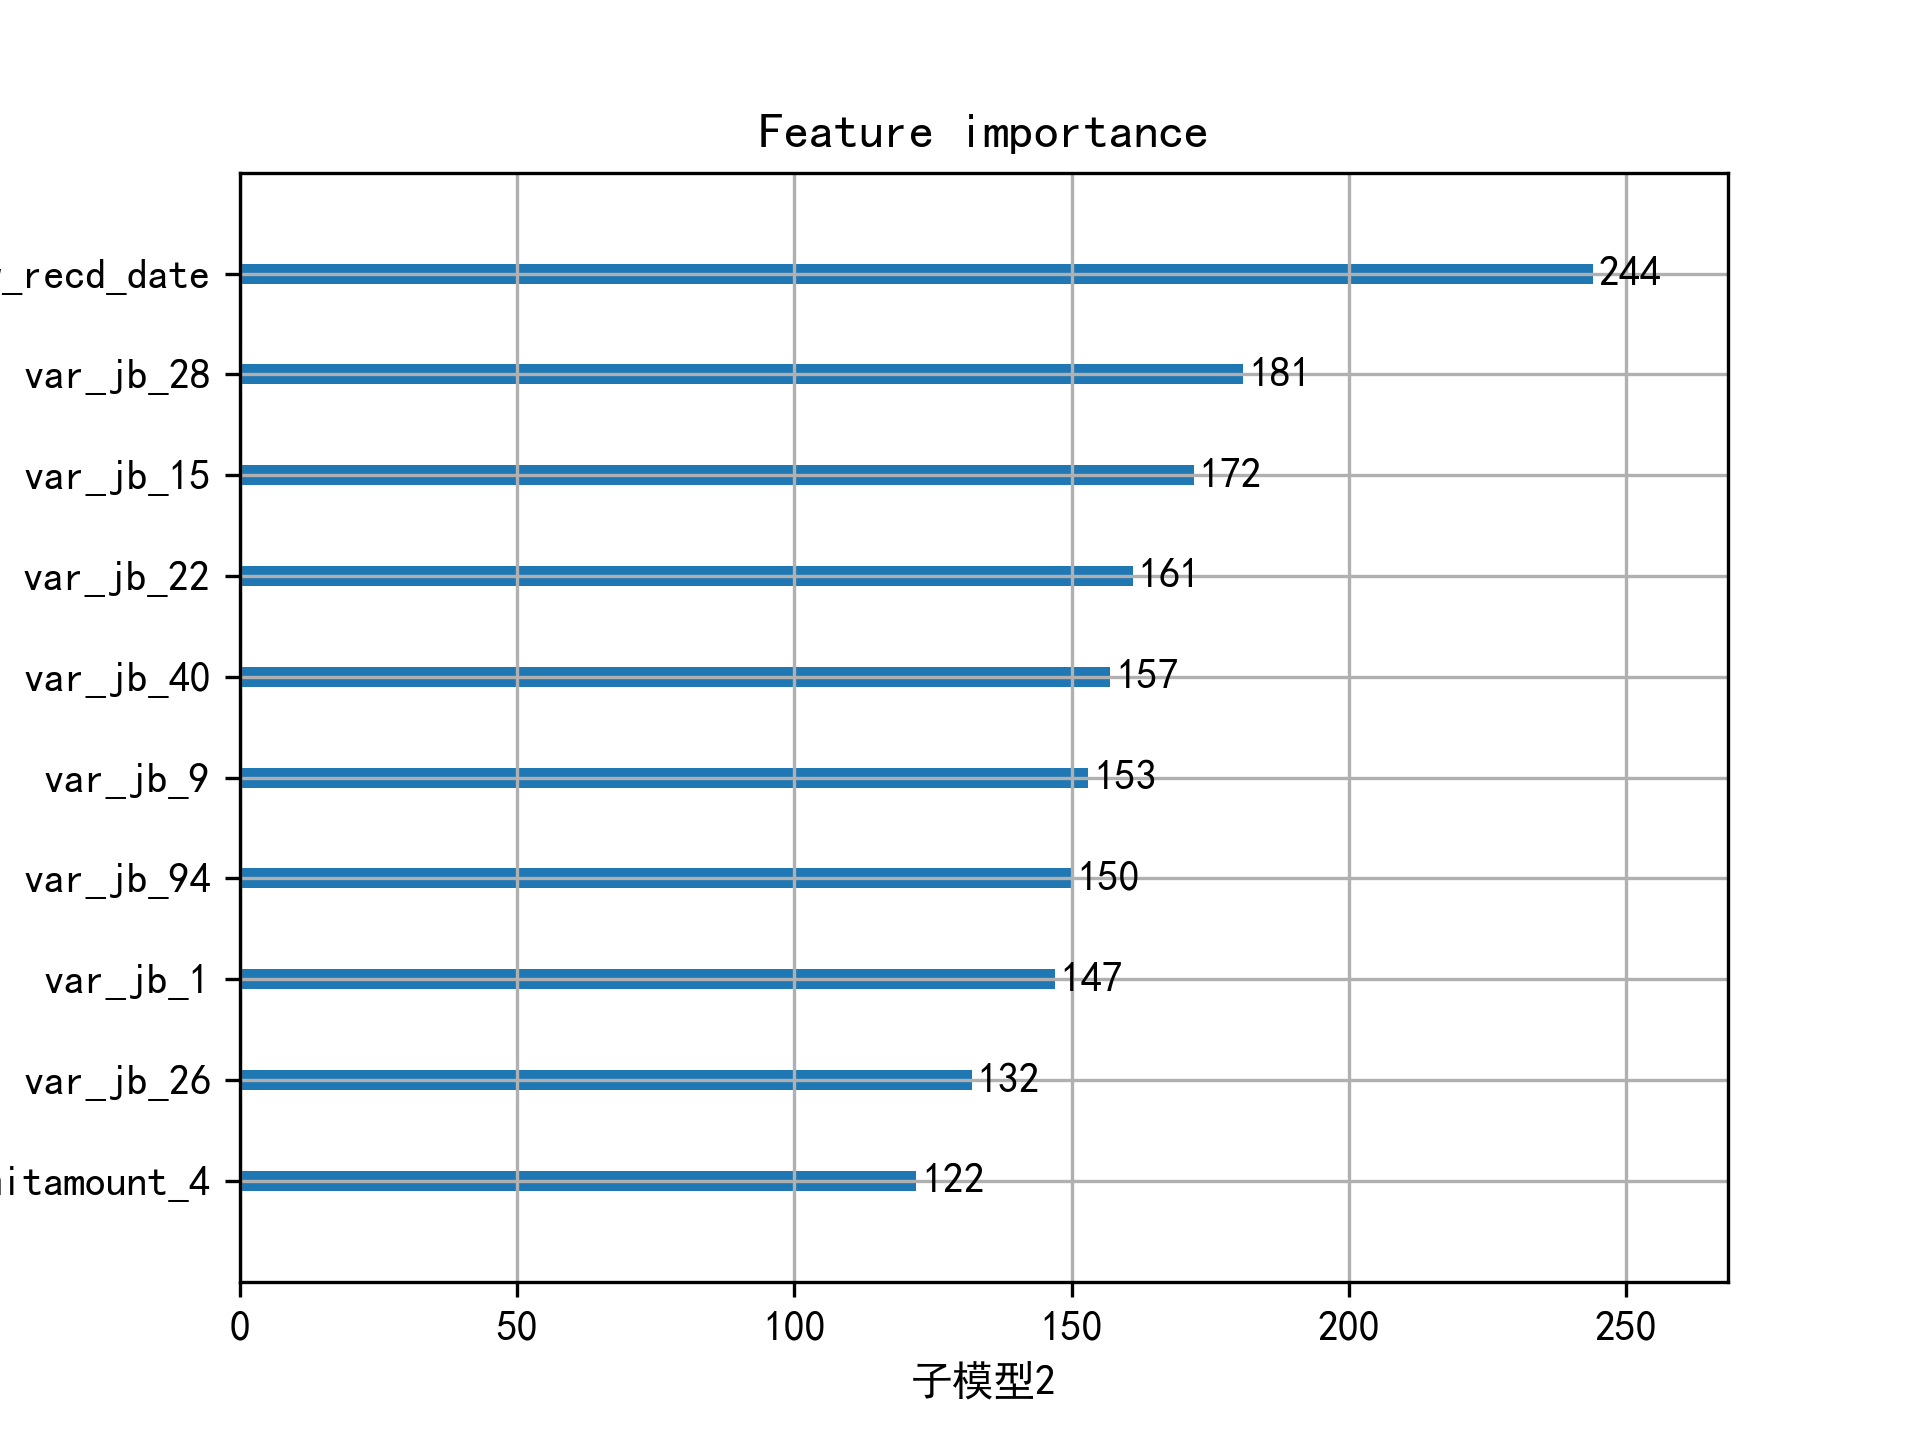 Feature importance
_recd_date
244
var_jb_28
181
var_jb_15
172
var_jb_22
161
var_jb_40
157
var_jb_9
153
var_jb_94
150
var_jb_1
147
var_jb_26
132
itamount_4
122
0 50 100 150 200 250
子模型2